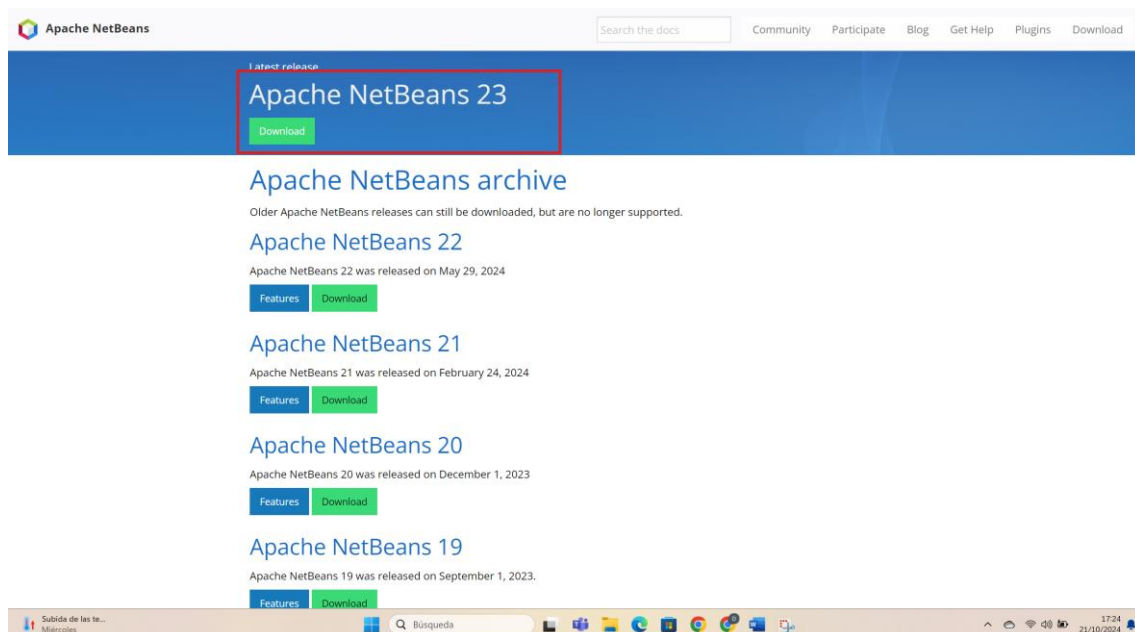 Apache NetBeans
Search the docs
Community Participate Blog Get Help Plugins Download
Latest release
Apache NetBeans 23
Download
Apache NetBeans archive
Older Apache NetBeans releases can still be downloaded, but are no longer supported.
Apache NetBeans 22
Apache NetBeans 22 was released on May 29, 2024
Features Download
Apache NetBeans 21
Apache NetBeans 21 was released on February 24, 2024
Features Download
Apache NetBeans 20
Apache NetBeans 20 was released on December 1, 2023
Features Download
Apache NetBeans 19
Apache NetBeans 19 was released on September 1, 2023.
Features Download
Subida de las te...
Miércoles
Búsqueda
17:24
21/10/2024